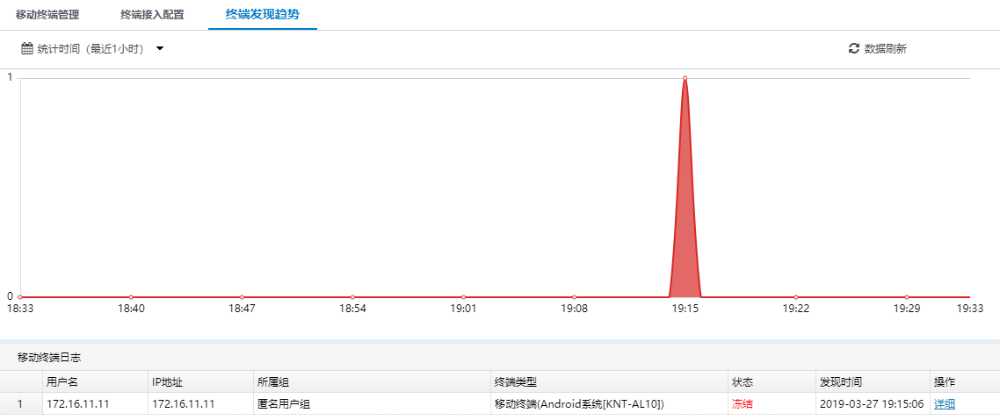 移动终端管理 终端接入配置 终端发现趋势
统计时间（最近1小时） 数据刷新
1
0
18:33 18:40 18:47 18:54 19:01 19:08 19:15 19:22 19:29 19:33
移动终端日志
用户名 IP地址 所属组 终端类型 状态 发现时间 操作
1 172.16.11.11 172.16.11.11 匿名用户组 移动终端(Android系统[KNT-AL10]) 冻结 2019-03-27 19:15:06 详细